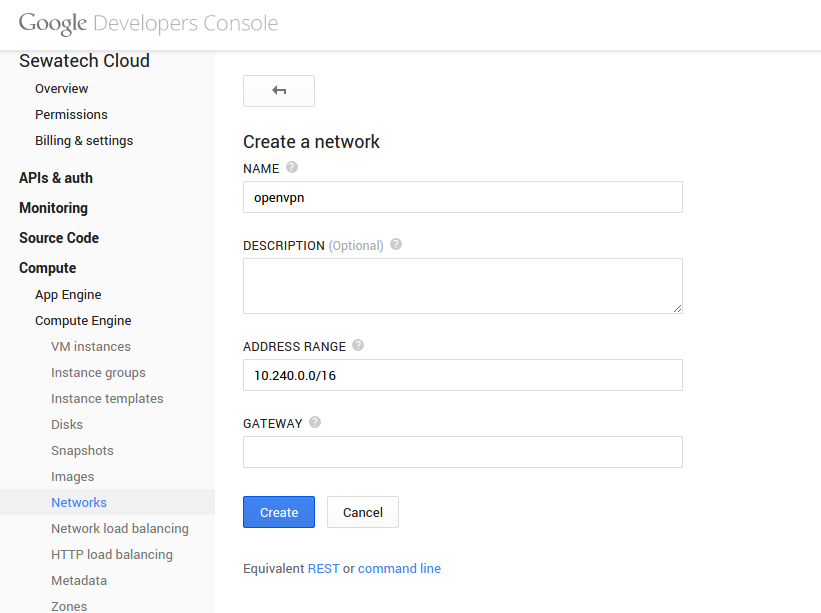 Google Developers Console
Sewatech Cloud
Overview
Permissions
Billing & settings
APIs & auth
Monitoring
Source Code
Compute
App Engine
Compute Engine
VM instances
Instance groups
Instance templates
Disks
Snapshots
Images
Networks
Network load balancing
HTTP load balancing
Metadata
Zones
Create a network
NAME ?
openvpn
DESCRIPTION (Optional) ?
ADDRESS RANGE ?
10.240.0.0/16
GATEWAY ?
Create Cancel
Equivalent REST or command line